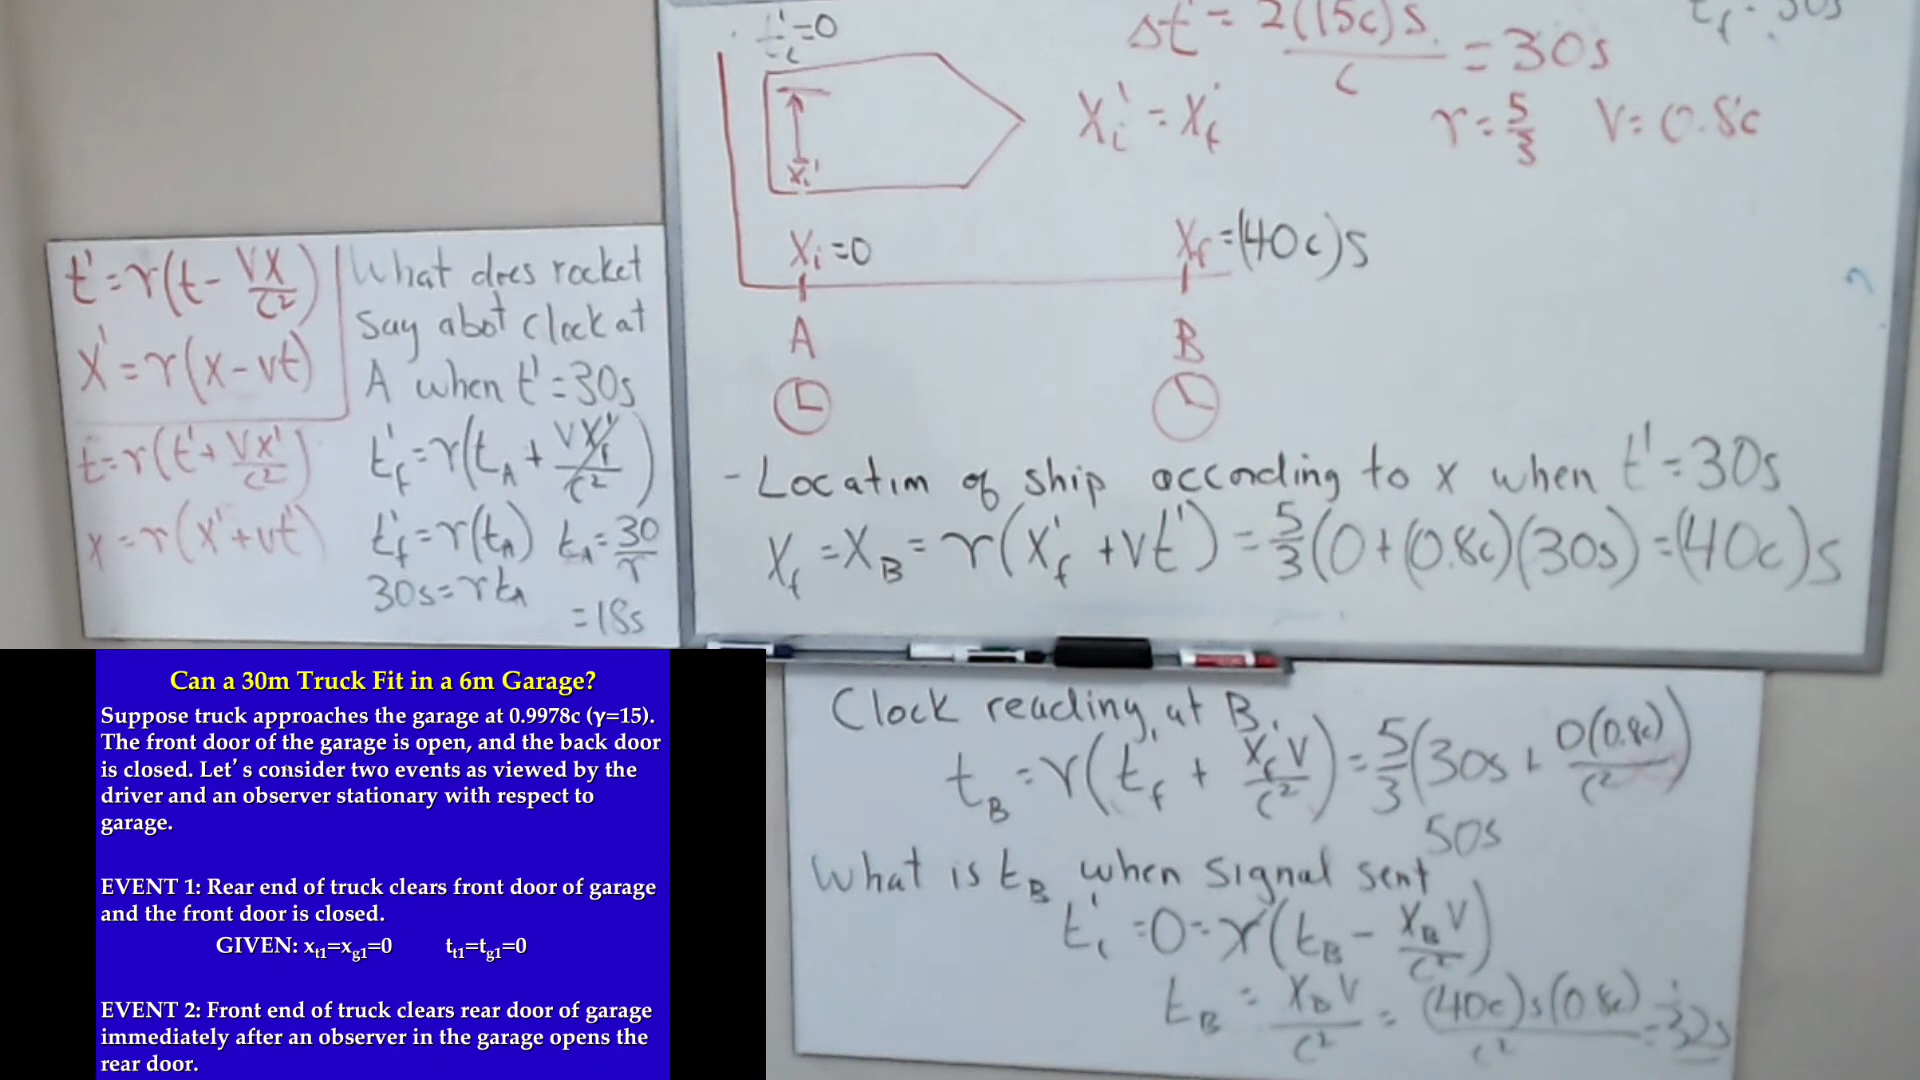 t'=γ(t- VX/c²)
X'=γ(x-vt)
t=γ(t'+ VX'/c²)
x=γ(x'+vt')
What does rocket
say abot clock at
A when t'=30s
t'f=γ(tA + VX'f/c²)
t'f=γ(tA) tA=30/γ
30s=γtA
=18s
t'i=0
Δt'= 2(15c)s/c =30s
tf=30s
Xi'
Xi'=Xf'
γ=5/3 V=0.8c
Xi=0
Xf=(40c)s
A
B
- Locatim of ship according to x when t'=30s
Xf=XB=γ(X'f+vt')=5/3(0+(0.8c)(30s)=(40c)s
Clock reading at B.
tB=γ(t'f + X'fV/c²)=5/3(30s+ 0(0.8c)/c²)
50s
What is tB when signal sent
t'i=0=γ(tB- XBV/c²)
tB= XBV/c² = (40c)s(0.8c)/c² =32s
Can a 30m Truck Fit in a 6m Garage?
Suppose truck approaches the garage at 0.9978c (γ=15).
The front door of the garage is open, and the back door
is closed. Let's consider two events as viewed by the
driver and an observer stationary with respect to
garage.
EVENT 1: Rear end of truck clears front door of garage
and the front door is closed.
GIVEN: xt1=xg1=0 tt1=tg1=0
EVENT 2: Front end of truck clears rear door of garage
immediately after an observer in the garage opens the
rear door.